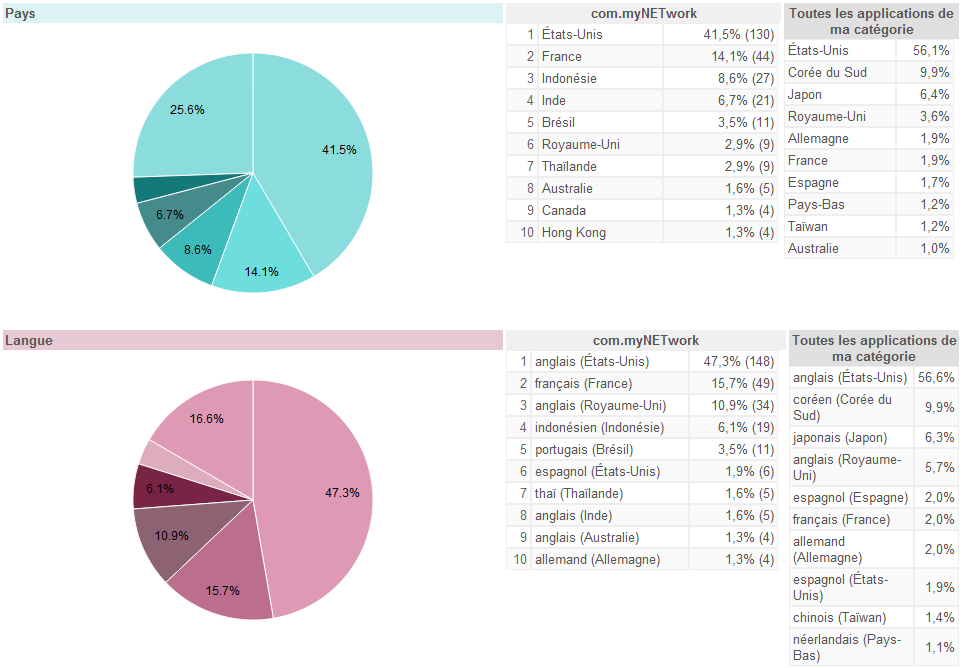 Pays
25.6%
41.5%
6.7%
8.6%
14.1%
com.myNETwork
1 États-Unis 41,5% (130)
2 France 14,1% (44)
3 Indonésie 8,6% (27)
4 Inde 6,7% (21)
5 Brésil 3,5% (11)
6 Royaume-Uni 2,9% (9)
7 Thaïlande 2,9% (9)
8 Australie 1,6% (5)
9 Canada 1,3% (4)
10 Hong Kong 1,3% (4)
Toutes les applications de
ma catégorie
États-Unis 56,1%
Corée du Sud 9,9%
Japon 6,4%
Royaume-Uni 3,6%
Allemagne 1,9%
France 1,9%
Espagne 1,7%
Pays-Bas 1,2%
Taïwan 1,2%
Australie 1,0%
Langue
16.6%
47.3%
6.1%
10.9%
15.7%
com.myNETwork
1 anglais (États-Unis) 47,3% (148)
2 français (France) 15,7% (49)
3 anglais (Royaume-Uni) 10,9% (34)
4 indonésien (Indonésie) 6,1% (19)
5 portugais (Brésil) 3,5% (11)
6 espagnol (États-Unis) 1,9% (6)
7 thaï (Thaïlande) 1,6% (5)
8 anglais (Inde) 1,6% (5)
9 anglais (Australie) 1,3% (4)
10 allemand (Allemagne) 1,3% (4)
Toutes les applications de
ma catégorie
anglais (États-Unis) 56,6%
coréen (Corée du
Sud) 9,9%
japonais (Japon) 6,3%
anglais (Royaume-
Uni) 5,7%
espagnol (Espagne) 2,0%
français (France) 2,0%
allemand
(Allemagne) 2,0%
espagnol (États-
Unis) 1,9%
chinois (Taïwan) 1,4%
néerlandais (Pays-
Bas) 1,1%